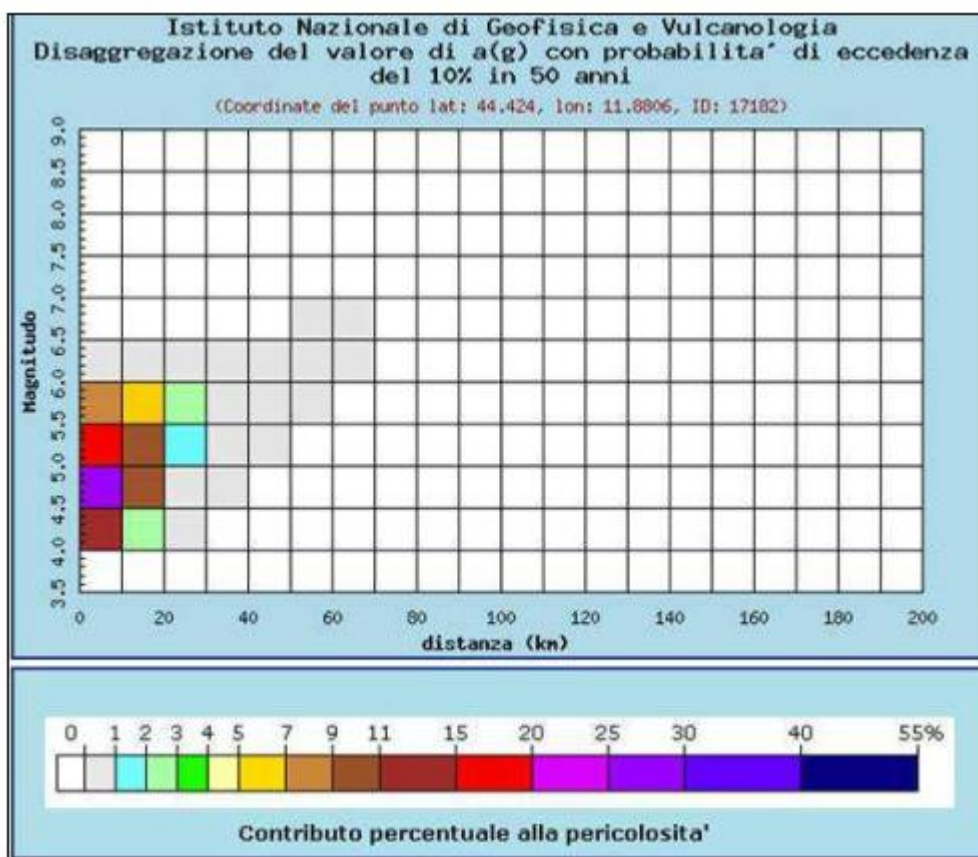 Istituto Nazionale di Geofisica e Vulcanologia
Disaggregazione del valore di a(g) con probabilita' di eccedenza
del 10% in 50 anni
(Coordinate del punto lat: 44.424, lon: 11.8806, ID: 17182)
9.0
8.5
8.0
7.5
7.0
6.5
6.0
5.5
5.0
4.5
4.0
3.5
Magnitudo
0 20 40 60 80 100 120 140 160 180 200
distanza (km)
0 1 2 3 4 5 7 9 11 15 20 25 30 40 55%
Contributo percentuale alla pericolosita'